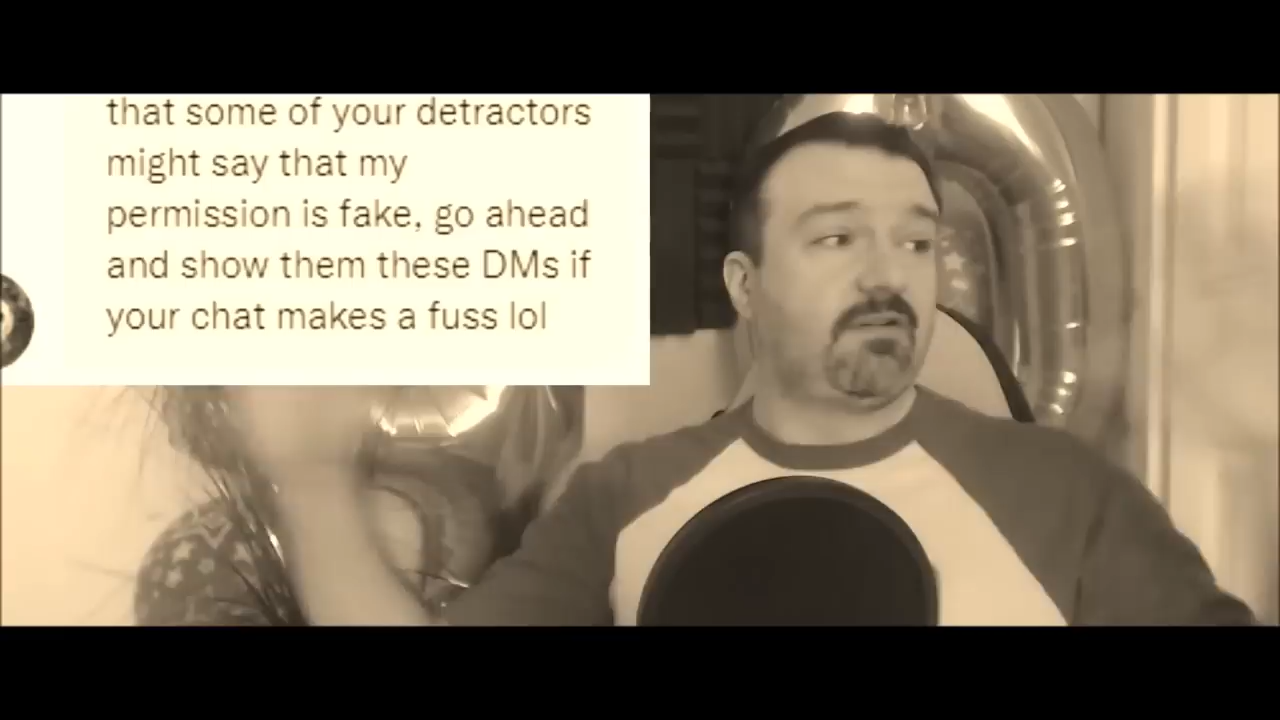 that some of your detractors
might say that my
permission is fake, go ahead
and show them these DMs if
your chat makes a fuss lol